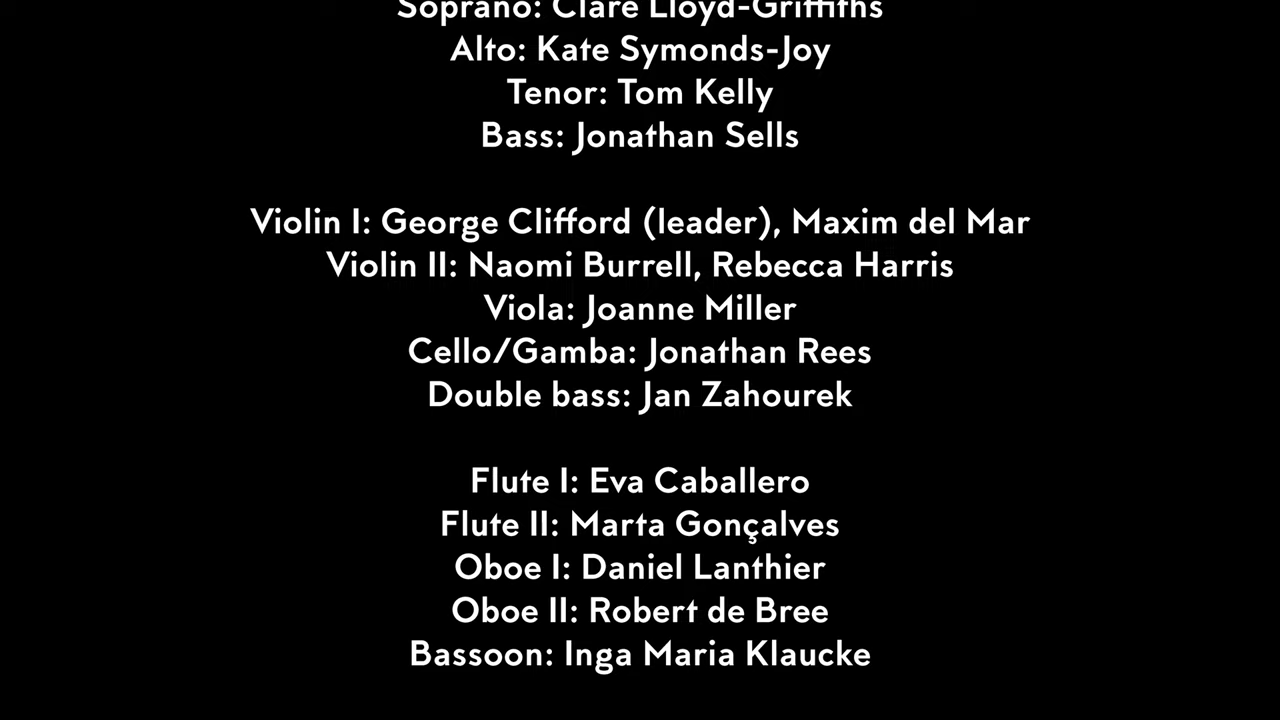 Soprano: Clare Lloyd-Griffiths
Alto: Kate Symonds-Joy
Tenor: Tom Kelly
Bass: Jonathan Sells
Violin I: George Clifford (leader), Maxim del Mar
Violin II: Naomi Burrell, Rebecca Harris
Viola: Joanne Miller
Cello/Gamba: Jonathan Rees
Double bass: Jan Zahourek
Flute I: Eva Caballero
Flute II: Marta Gonçalves
Oboe I: Daniel Lanthier
Oboe II: Robert de Bree
Bassoon: Inga Maria Klaucke